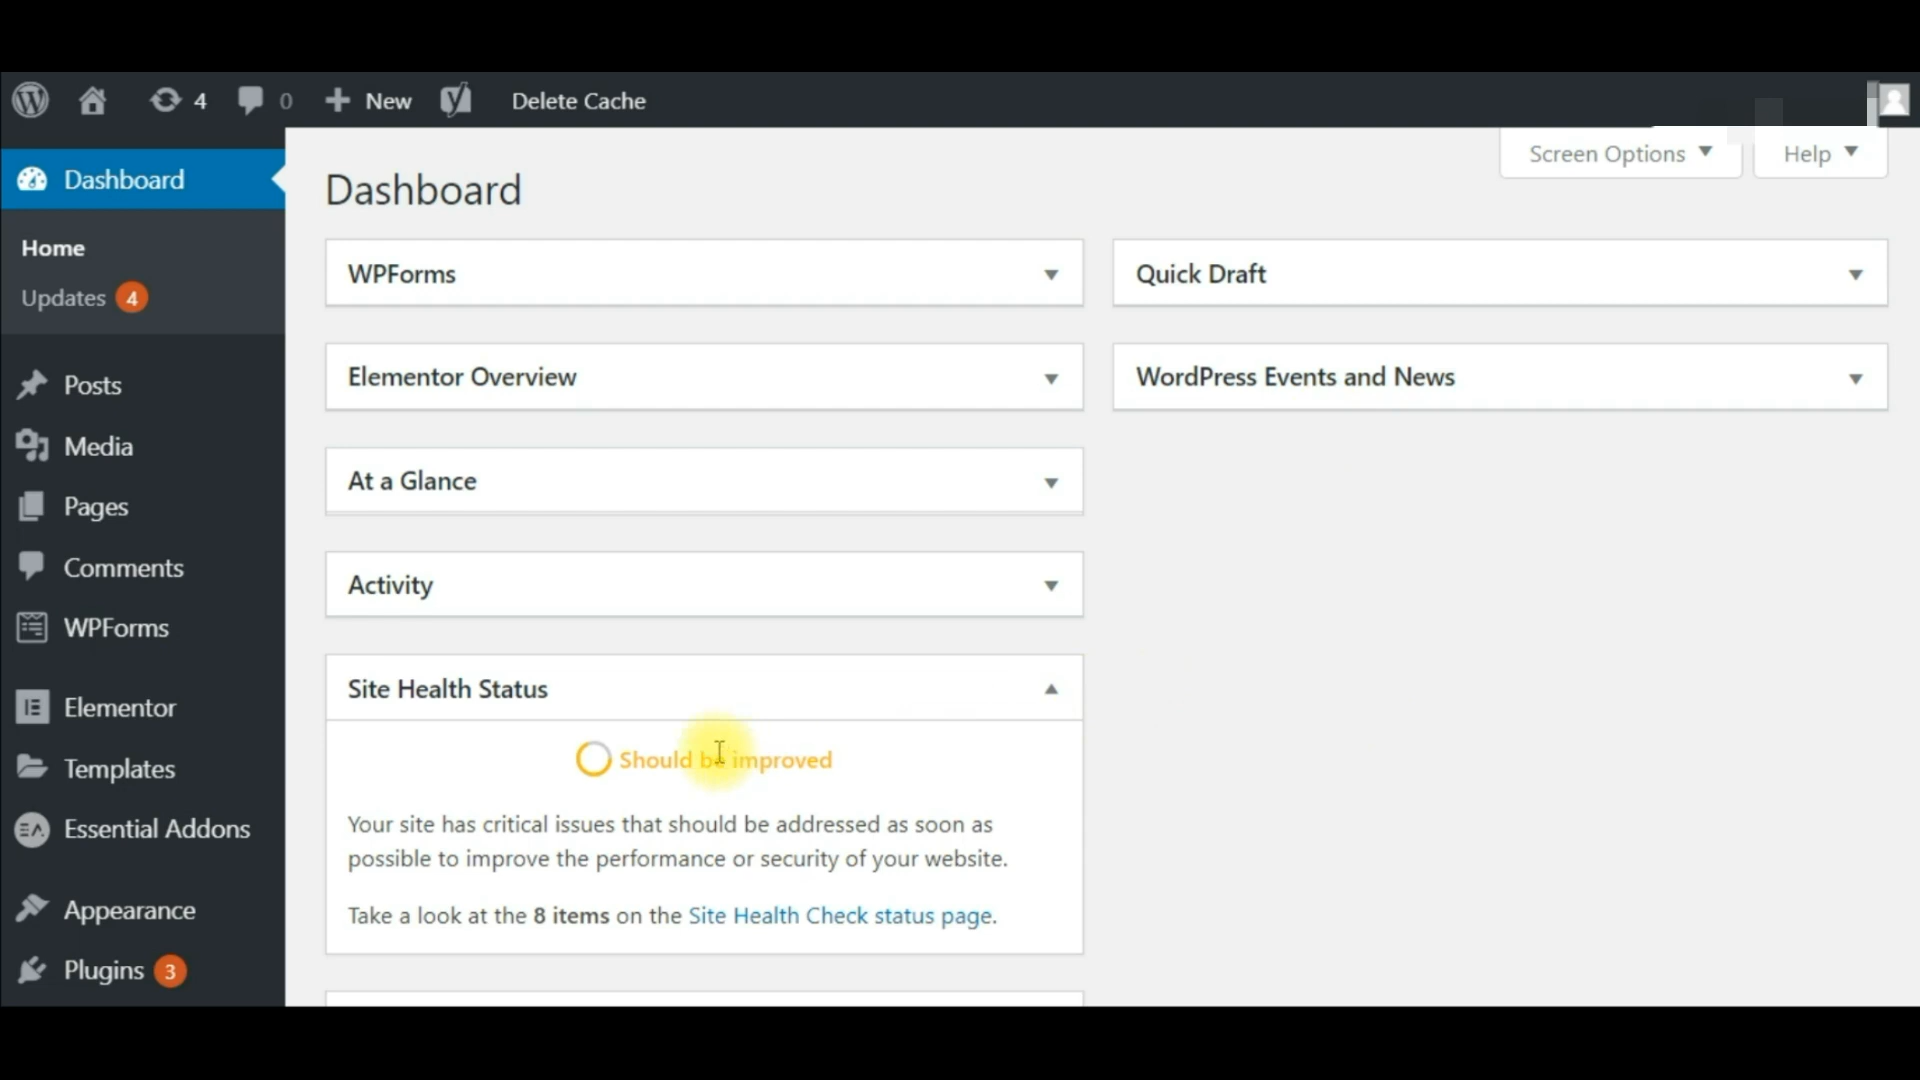 4 0 New Delete Cache
Screen Options Help
Dashboard
Home
Updates 4
Posts
Media
Pages
Comments
WPForms
Elementor
Templates
Essential Addons
Appearance
Plugins 3
Dashboard
WPForms
Elementor Overview
At a Glance
Activity
Site Health Status
Should be improved
Your site has critical issues that should be addressed as soon as
possible to improve the performance or security of your website.
Take a look at the 8 items on the Site Health Check status page.
Quick Draft
WordPress Events and News